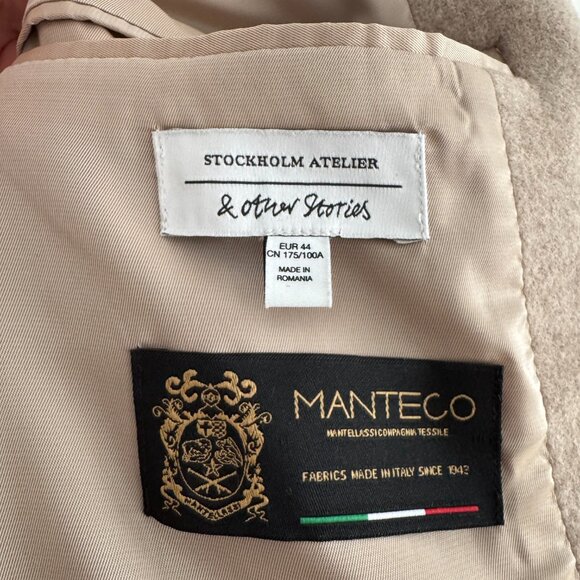 STOCKHOLM ATELIER
& other Stories
EUR 44
CN 175/100A
MADE IN
ROMANIA
MANTECO
MANTELLASSI COMPAGNIA TESSILE
FABRICS MADE IN ITALY SINCE 1943
MANTELLASSI